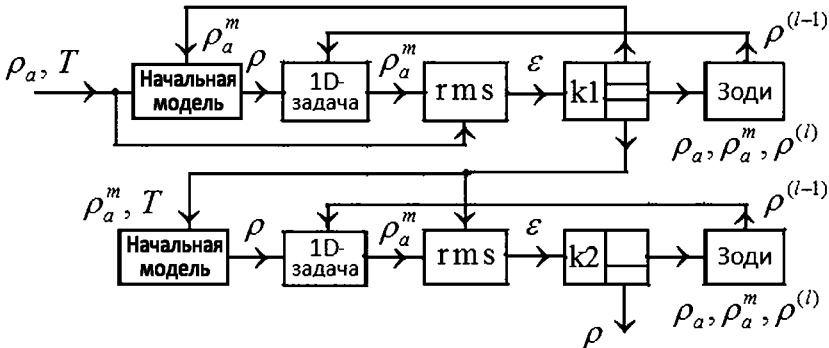 ρ^(l-1)
ρ_a^m
ρ_a, T
Начальная
модель
ρ
1D-
задача
ρ_a^m
rms
ε
k1
Зоди
ρ_a, ρ_a^m, ρ^(l)
ρ_a^m, T
Начальная
модель
ρ
1D-
задача
ρ_a^m
rms
ε
k2
Зоди
ρ^(l-1)
ρ_a, ρ_a^m, ρ^(l)
ρ